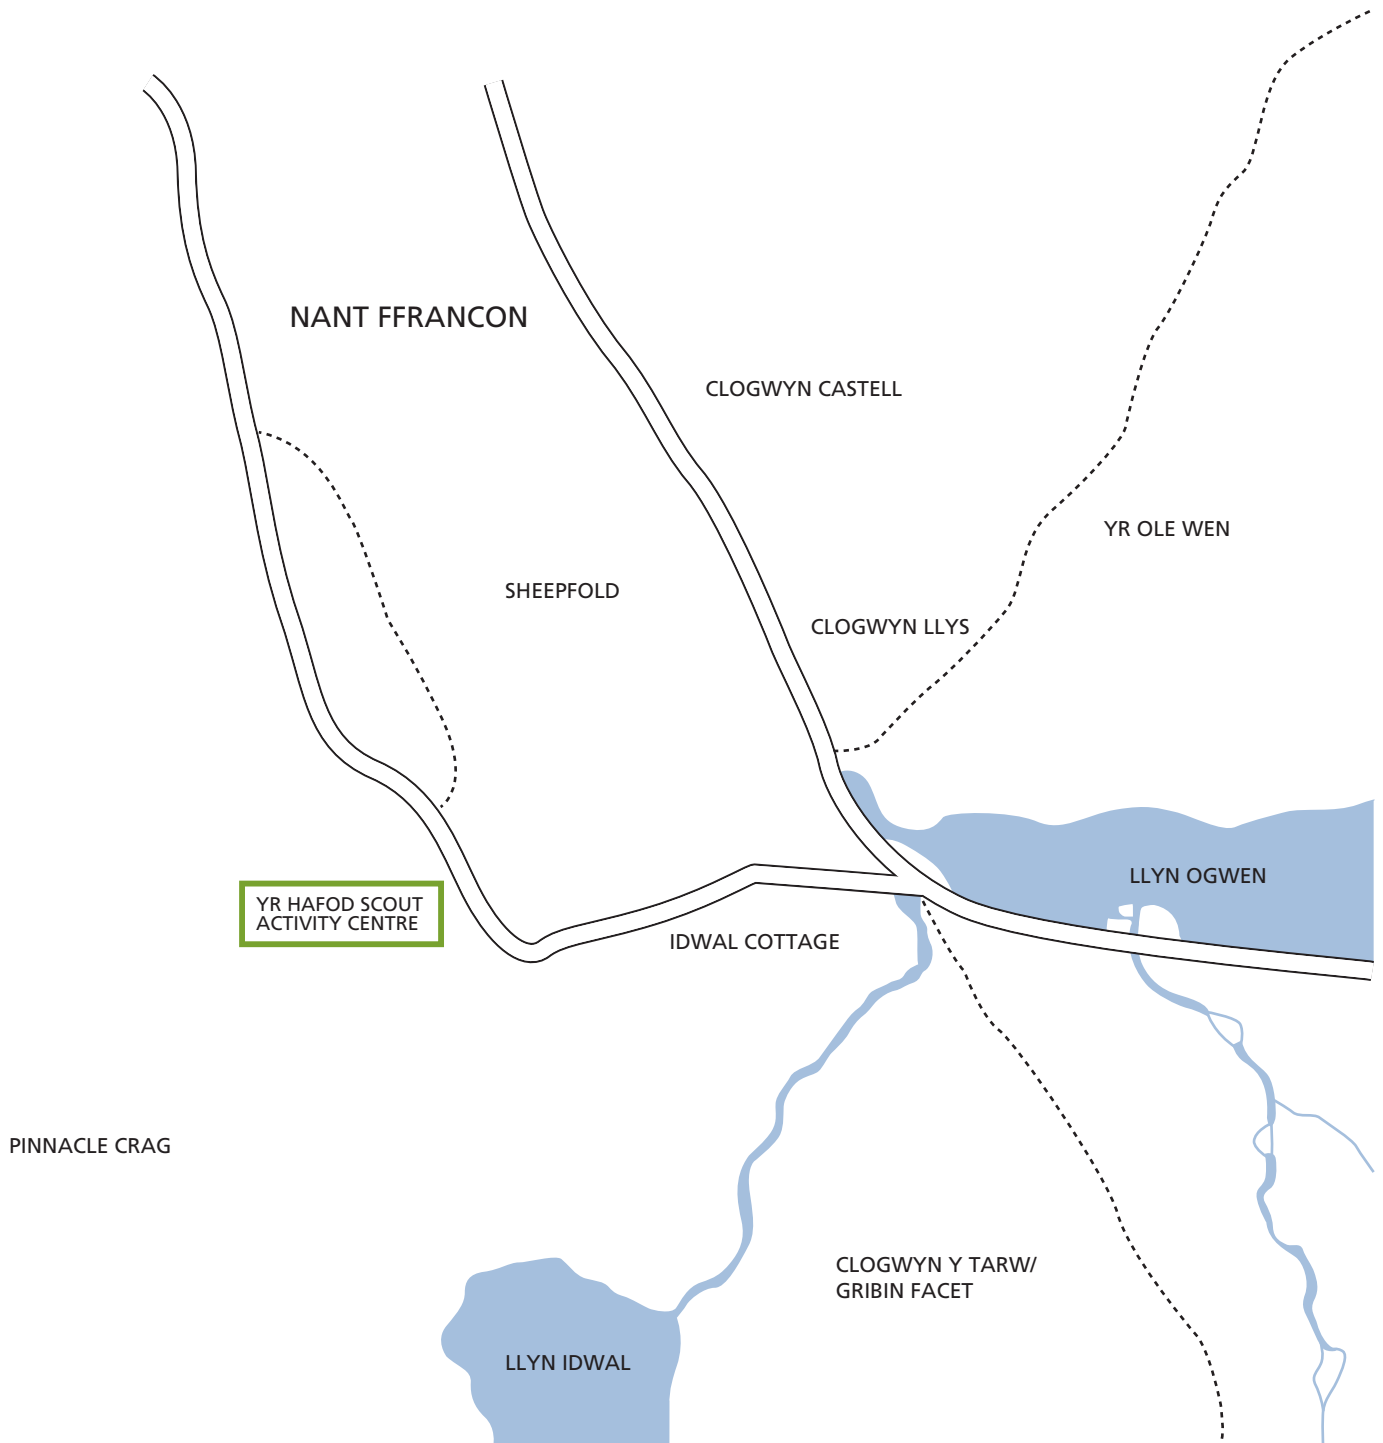 NANT FFRANCON
CLOGWYN CASTELL
YR OLE WEN
SHEEPFOLD
CLOGWYN LLYS
LLYN OGWEN
YR HAFOD SCOUT
ACTIVITY CENTRE
IDWAL COTTAGE
PINNACLE CRAG
CLOGWYN Y TARW/
GRIBIN FACET
LLYN IDWAL